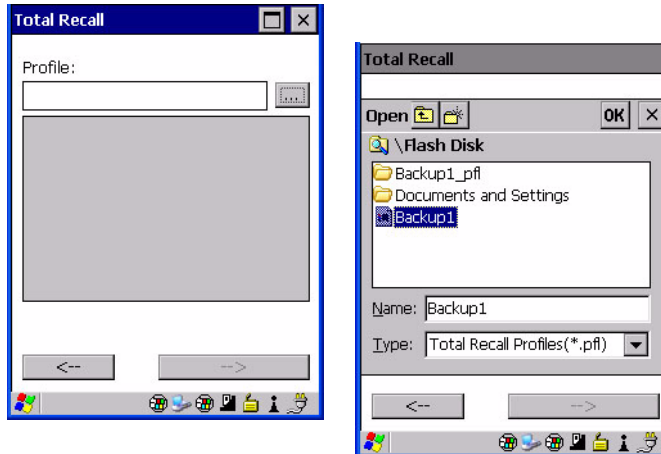 Total Recall
Profile:
...
<--
-->
Total Recall
Open
OK
\Flash Disk
Backup1_pfl
Documents and Settings
Backup1
Name: Backup1
Type: Total Recall Profiles(*.pfl)
<--
-->